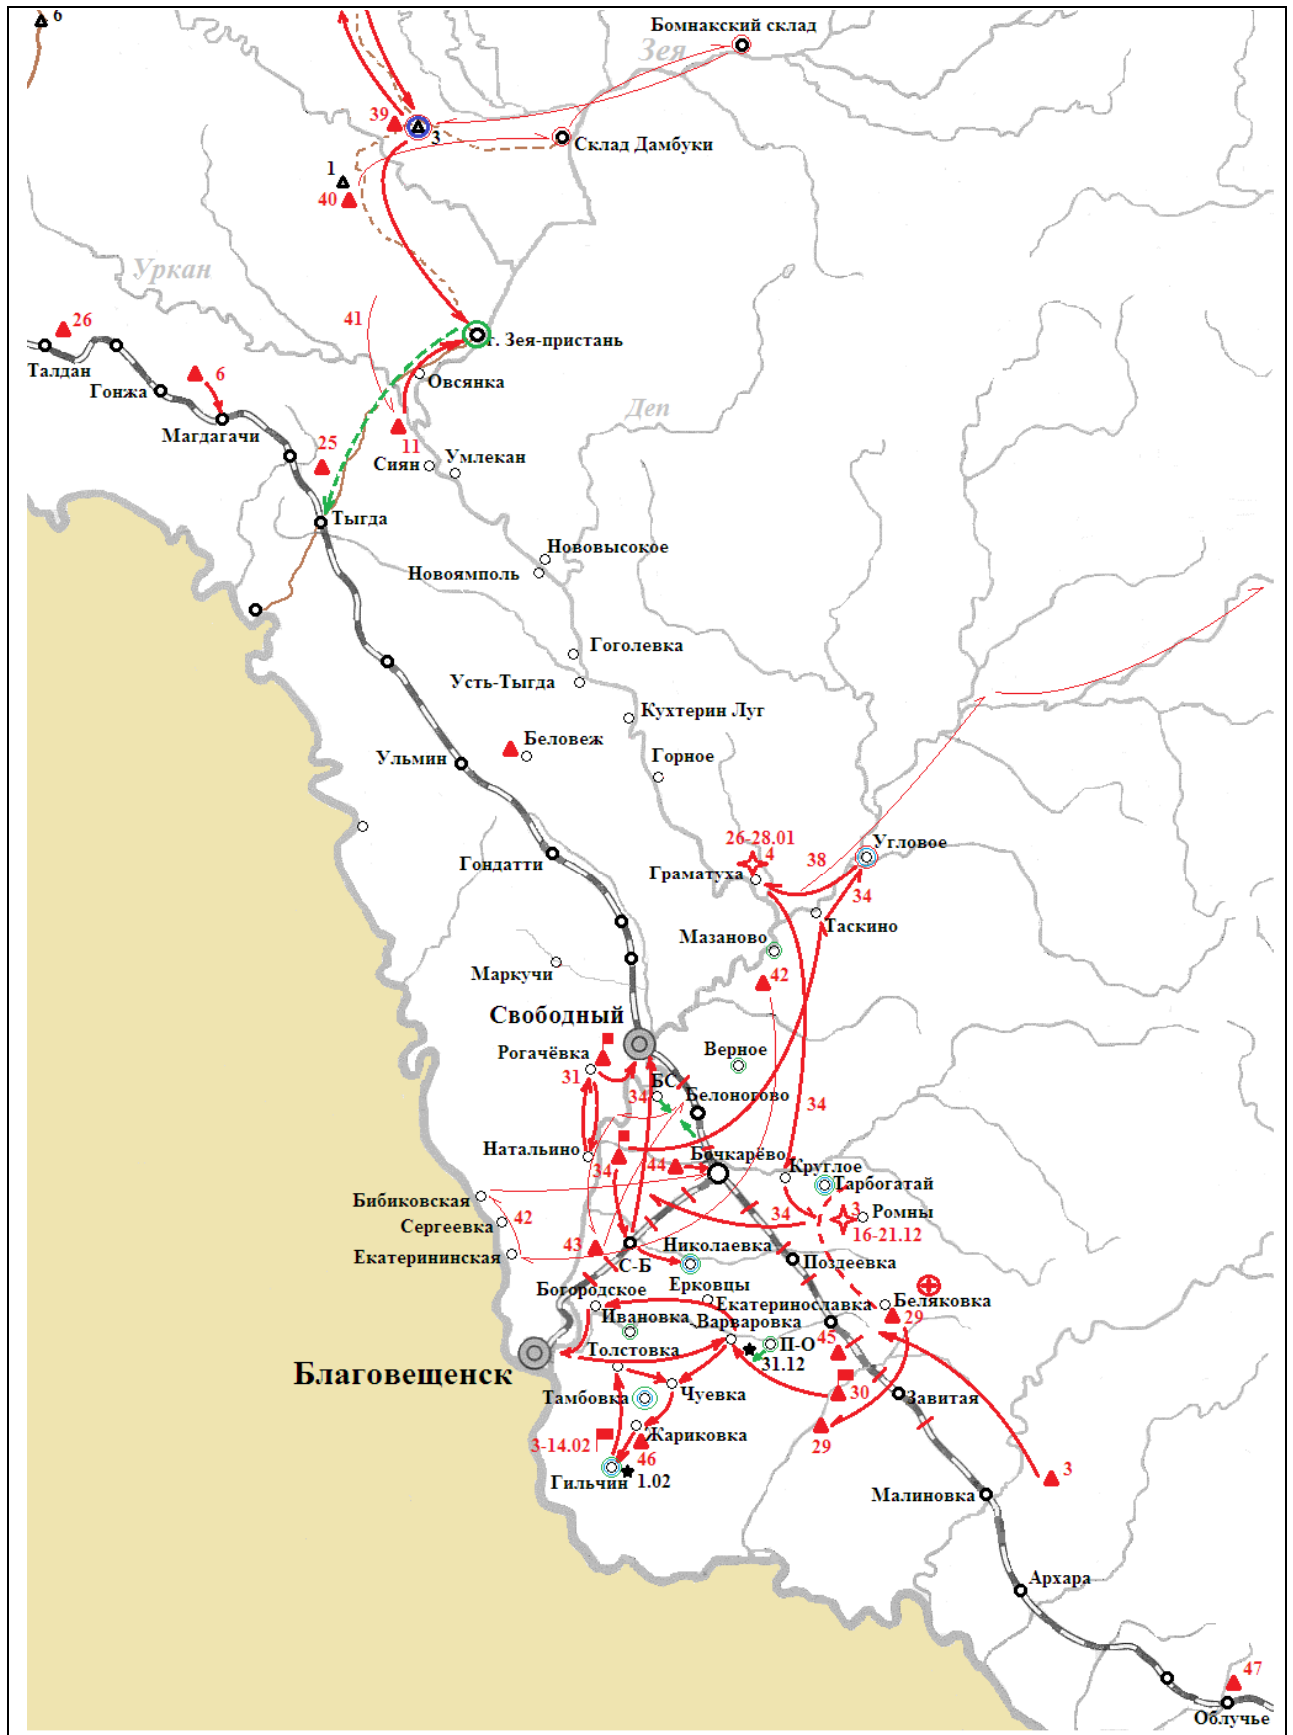 6
Бомнакский склад
Зея
39
3
Склад Дамбуки
1
40
Уркан
41
26
г. Зея-пристань
Талдан
6
Овсянка
Гонжа
Деп
Магдагачи
25
11
Умлекан
Сиян
Тыгда
Нововысокое
Новоямполь
Гоголевка
Усть-Тыгда
Кухтерин Луг
Беловеж
Ульмин
Горное
26-28.01
4
Угловое
38
Гондатти
Граматуха
34
Таскино
Мазаново
Маркучи
42
Свободный
Рогачёвка
Верное
31
БС
34
Белоногово
34
Натальино
Бочкарёво
34
44
Круглое
Тарбогатай
Бибиковская
3
Ромны
34
42
Сергеевка
16-21.12
43
Екатерининская
Николаевка
С-Б
Поздеевка
Ерковцы
Богородское
Екатеринославка
Беляковка
Ивановка
29
Варваровка
45
Толстовка
П-О
31.12
Благовещенск
30
Чуевка
Тамбовка
Завитая
Жариковка
3-14.02
29
46
3
Гильчин
1.02
Малиновка
Архара
47
Облучье